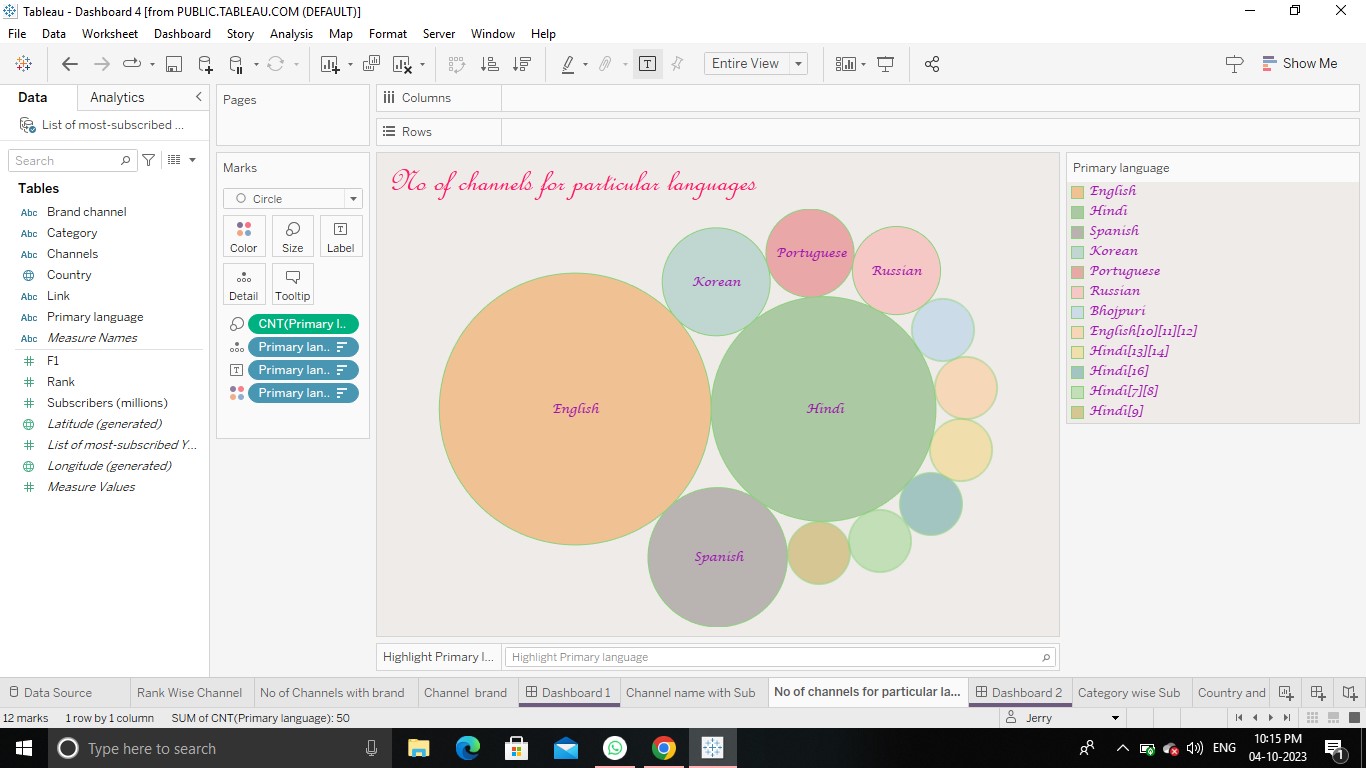 Tableau - Dashboard 4 [from PUBLIC.TABLEAU.COM (DEFAULT)]
File Data Worksheet Dashboard Story Analysis Map Format Server Window Help
Entire View
Show Me
Data Analytics
List of most-subscribed ...
Search
Tables
Abc Brand channel
Abc Category
Abc Channels
Country
Abc Link
Abc Primary language
Abc Measure Names
# F1
# Rank
# Subscribers (millions)
Latitude (generated)
# List of most-subscribed Y...
Longitude (generated)
# Measure Values
Pages
Marks
Circle
Color Size Label
Detail Tooltip
CNT(Primary l..
Primary lan..
Primary lan..
Primary lan..
Columns
Rows
No of channels for particular languages
Portuguese
Russian
Korean
English
Hindi
Spanish
Highlight Primary l...
Highlight Primary language
Primary language
English
Hindi
Spanish
Korean
Portuguese
Russian
Bhojpuri
English[10][11][12]
Hindi[13][14]
Hindi[16]
Hindi[7][8]
Hindi[9]
Data Source Rank Wise Channel No of Channels with brand Channel brand Dashboard 1 Channel name with Sub No of channels for particular la... Dashboard 2 Category wise Sub Country and
12 marks 1 row by 1 column SUM of CNT(Primary language): 50 Jerry
Type here to search
ENG
10:15 PM
04-10-2023
1